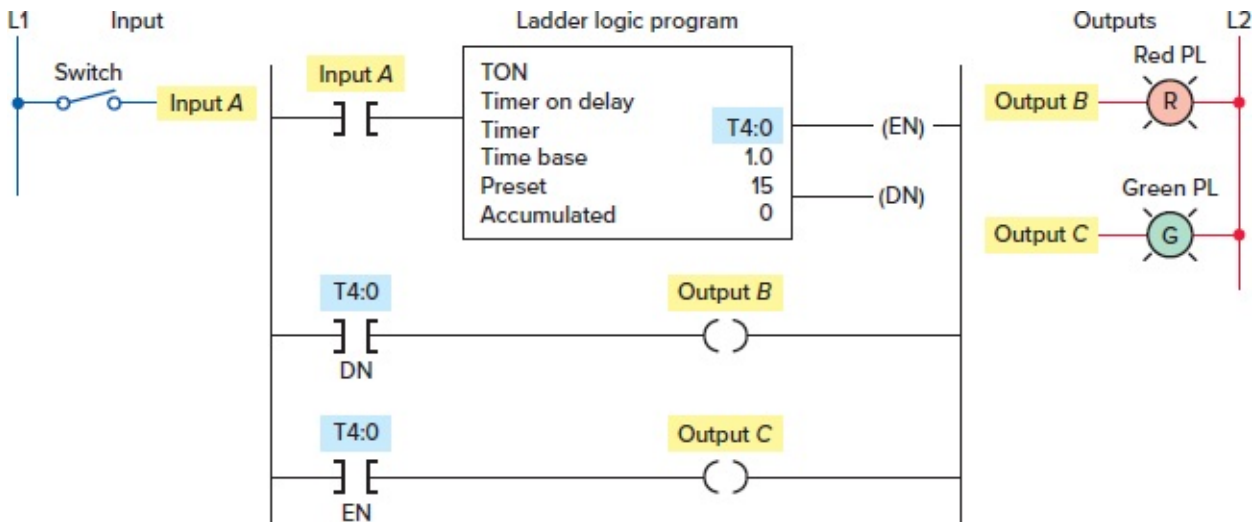 L1 Input Ladder logic program Outputs L2
Switch
Input A
Input A
TON
Timer on delay
Timer T4:0
Time base 1.0
Preset 15
Accumulated 0
(EN)
(DN)
Red PL
Output B R
Green PL
Output C G
T4:0 Output B
DN
T4:0 Output C
EN